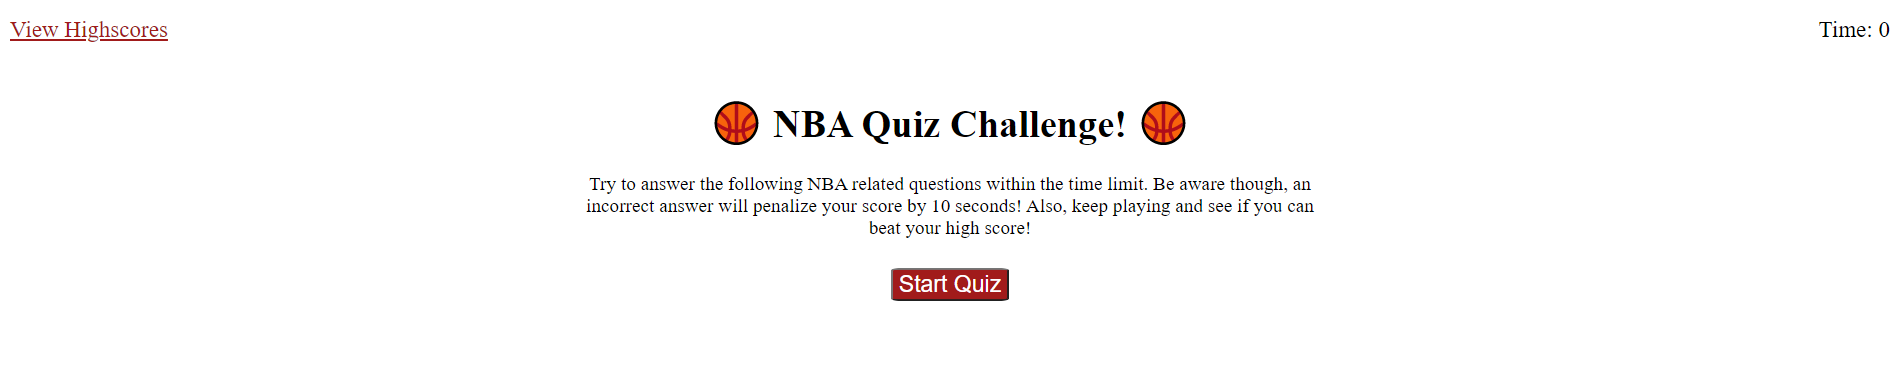 View Highscores
Time: 0
NBA Quiz Challenge!
Try to answer the following NBA related questions within the time limit. Be aware though, an
incorrect answer will penalize your score by 10 seconds! Also, keep playing and see if you can
beat your high score!
Start Quiz